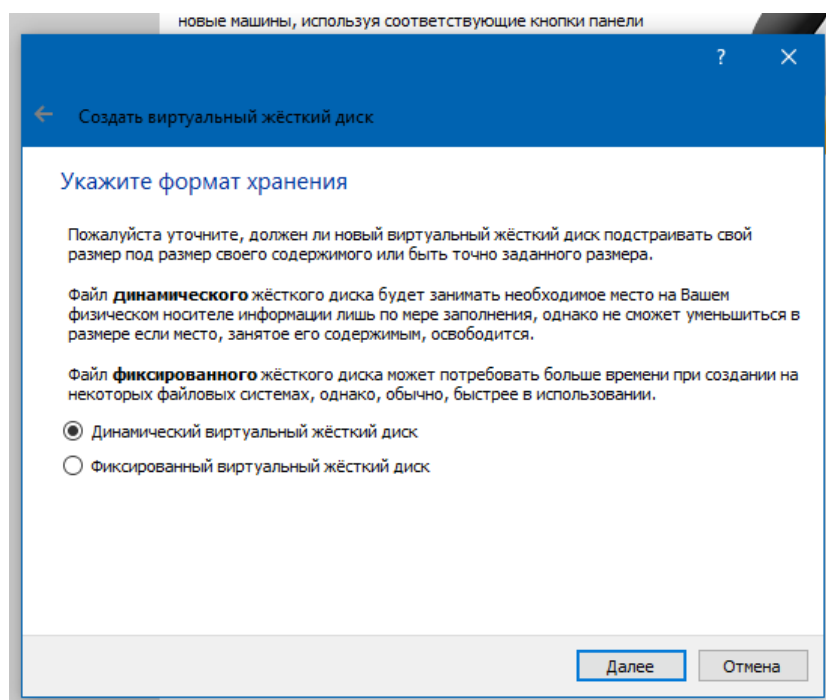 новые машины, используя соответствующие кнопки панели
?
Создать виртуальный жёсткий диск
Укажите формат хранения
Пожалуйста уточните, должен ли новый виртуальный жёсткий диск подстраивать свой
размер под размер своего содержимого или быть точно заданного размера.
Файл динамического жёсткого диска будет занимать необходимое место на Вашем
физическом носителе информации лишь по мере заполнения, однако не сможет уменьшиться в
размере если место, занятое его содержимым, освободится.
Файл фиксированного жёсткого диска может потребовать больше времени при создании на
некоторых файловых системах, однако, обычно, быстрее в использовании.
Динамический виртуальный жёсткий диск
Фиксированный виртуальный жёсткий диск
Далее
Отмена